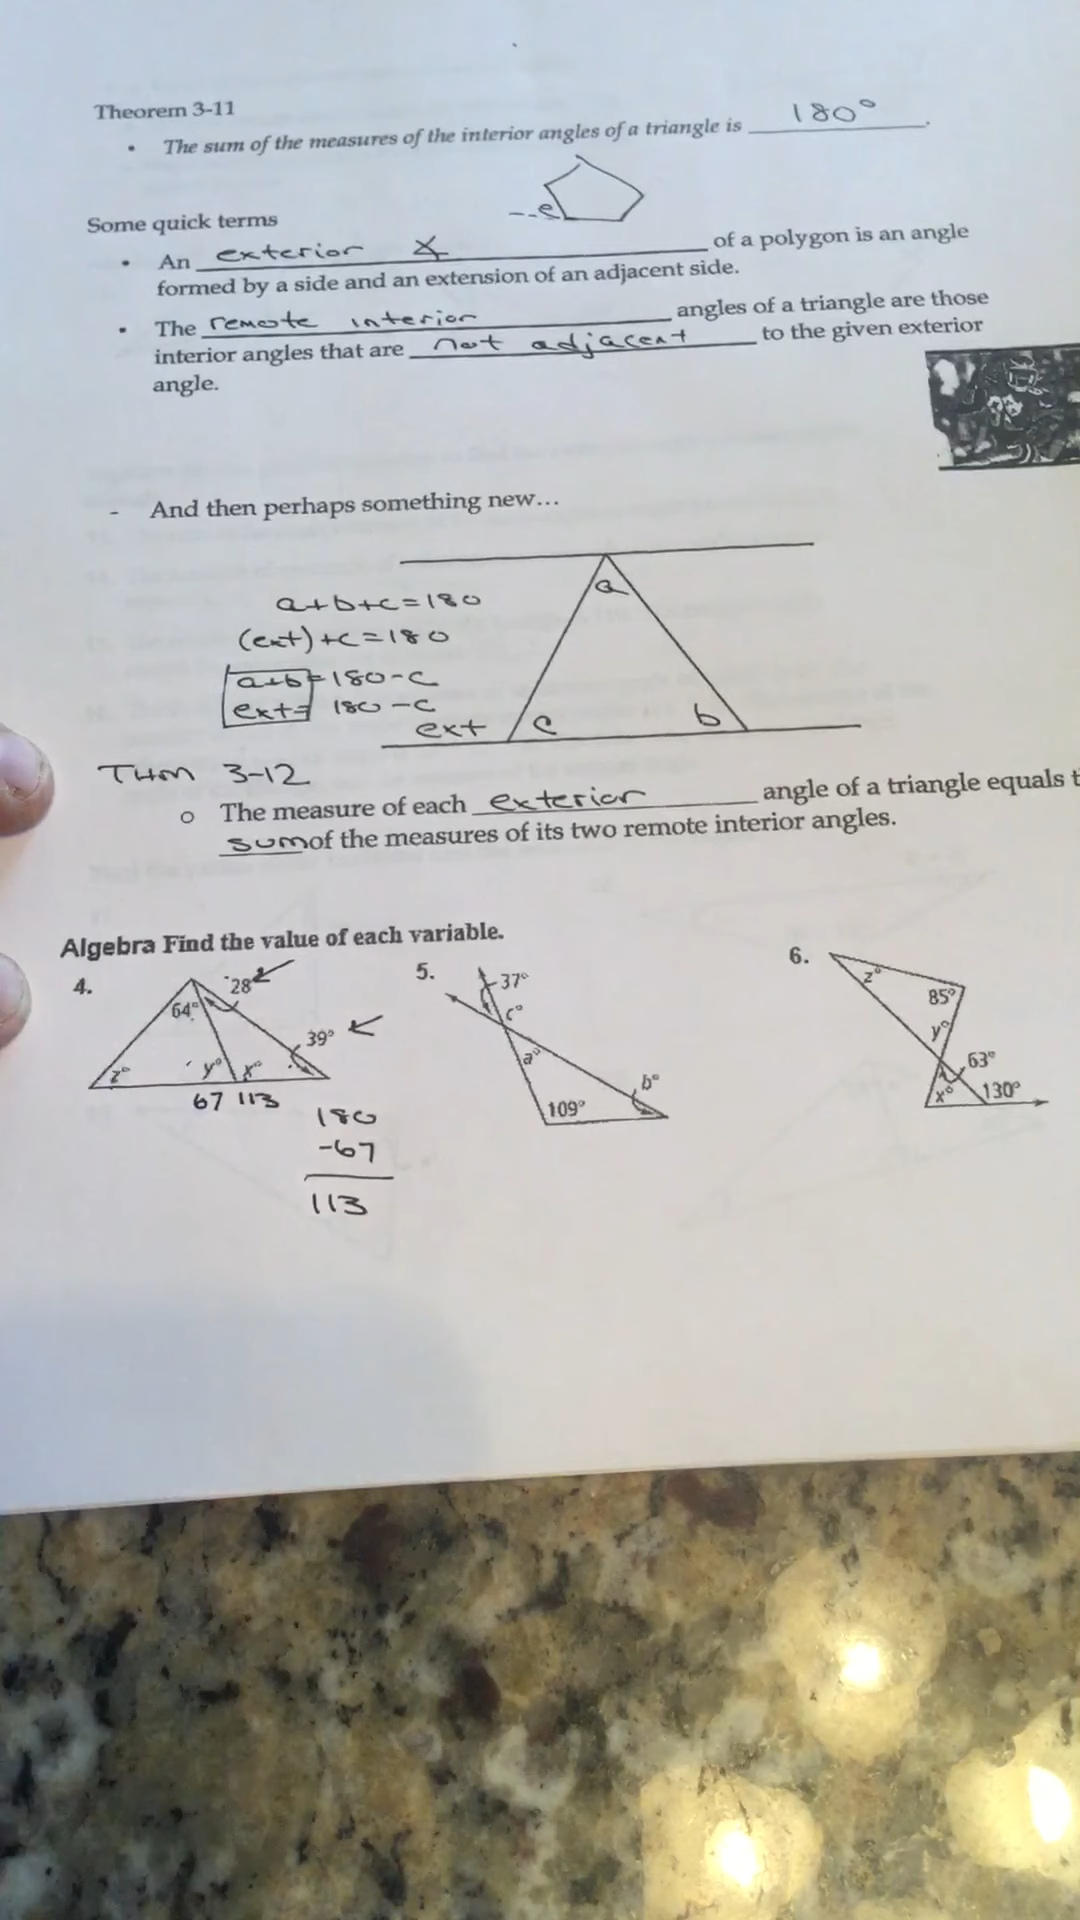 Theorem 3-11
• The sum of the measures of the interior angles of a triangle is 180°.
e
Some quick terms
• An exterior ∡ of a polygon is an angle
formed by a side and an extension of an adjacent side.
• The remote interior angles of a triangle are those
interior angles that are not adjacent to the given exterior
angle.
- And then perhaps something new...
a
a+b+c=180
(ext)+c=180
a+b=180-c
ext= 180-c
ext c b
THM 3-12
o The measure of each exterior angle of a triangle equals t
sum of the measures of its two remote interior angles.
Algebra Find the value of each variable.
4. 64° 28° 39° z° y° x°
67 113
180
-67
113
5. 37° c° a° b° 109°
6. z° 85° y° 63° x° 130°